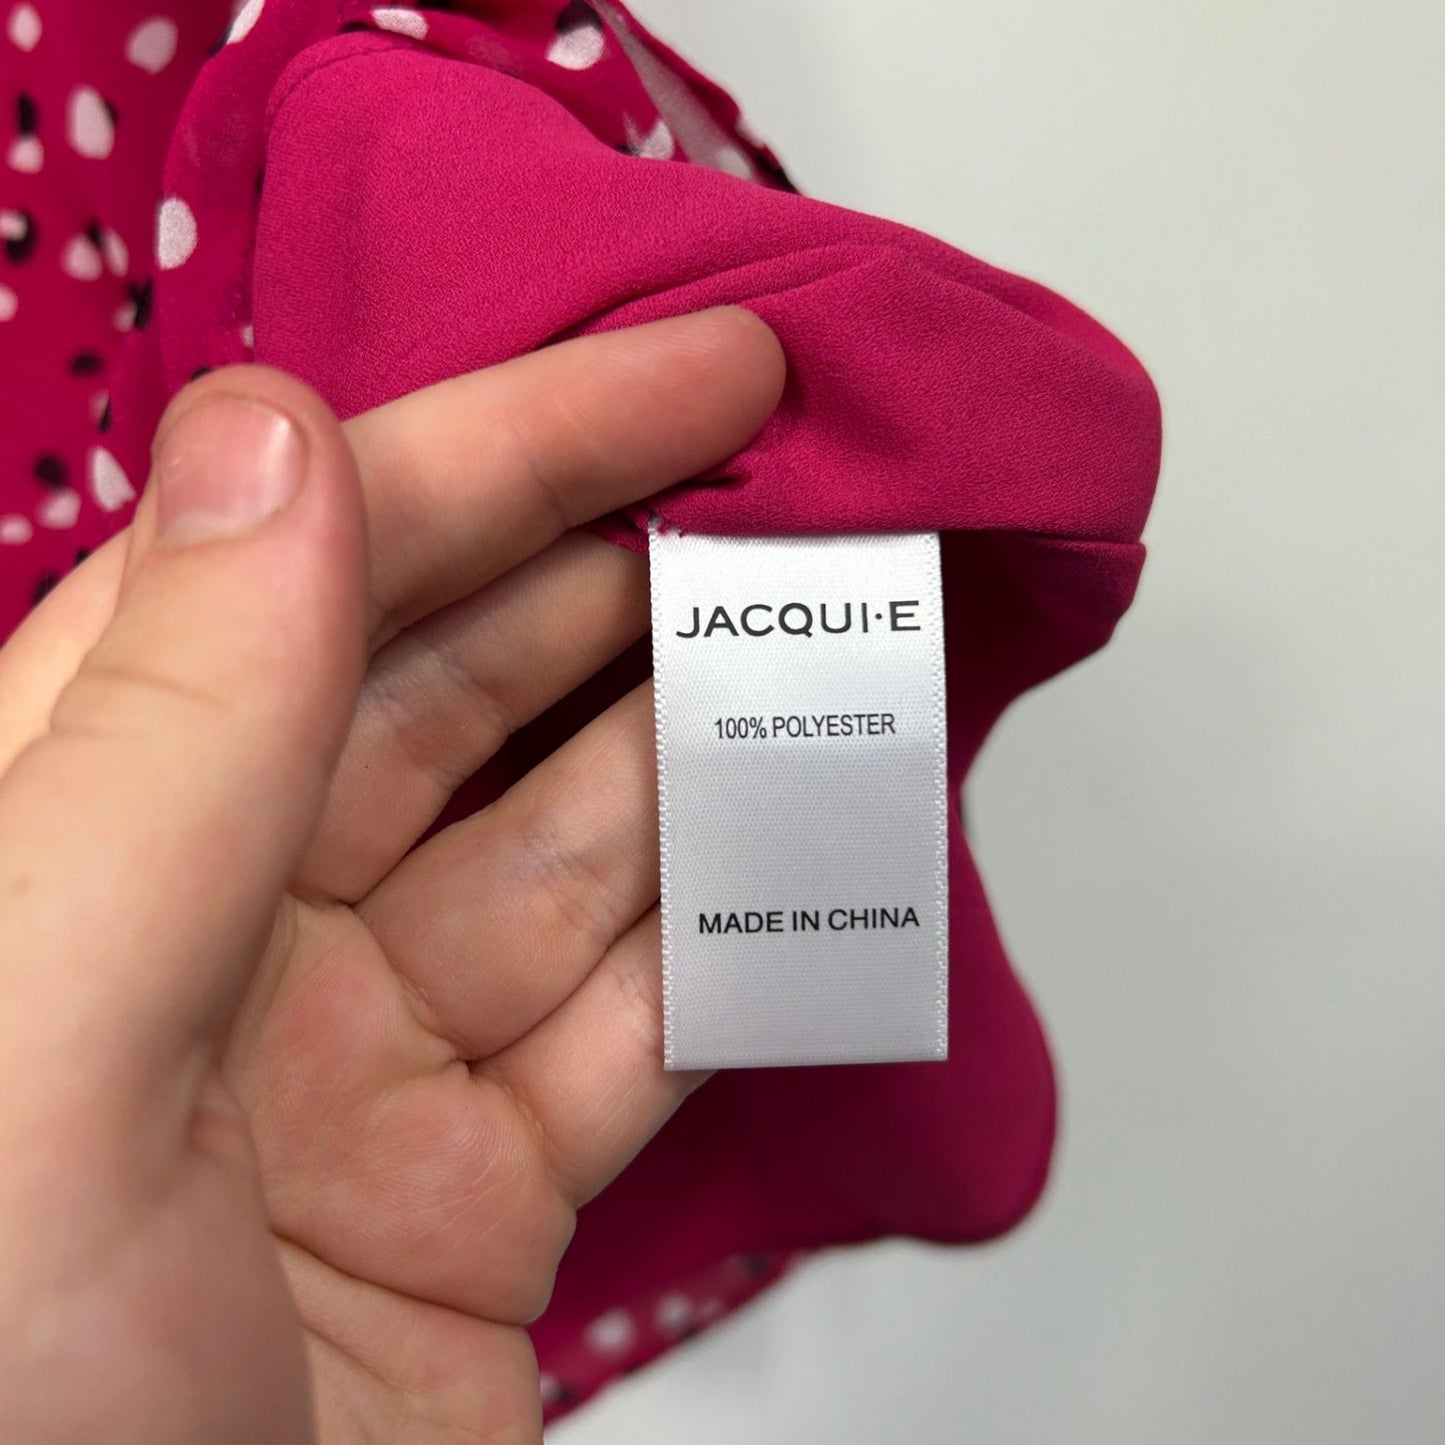 JACQUI·E
100% POLYESTER
MADE IN CHINA